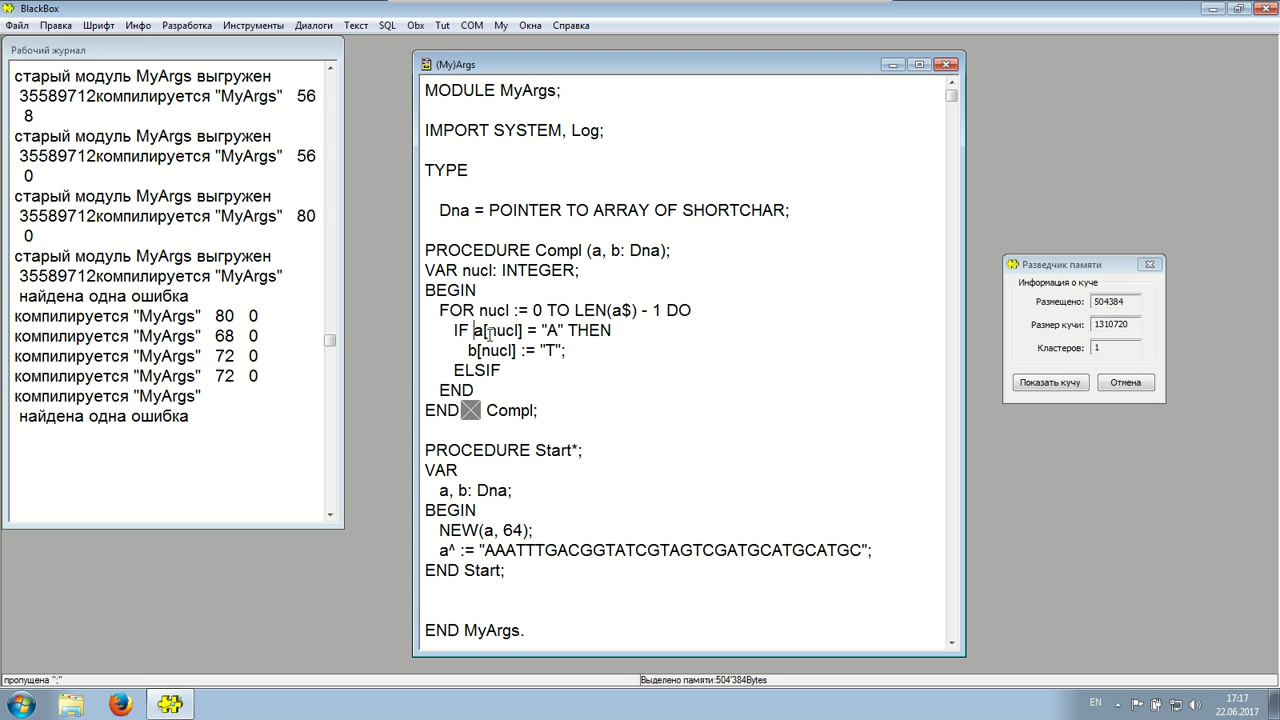 BlackBox
Файл Правка Шрифт Инфо Разработка Инструменты Диалоги Текст SQL Obx Tut COM My Окна Справка
Рабочий журнал
старый модуль MyArgs выгружен
35589712компилируется "MyArgs" 56
8
старый модуль MyArgs выгружен
35589712компилируется "MyArgs" 56
0
старый модуль MyArgs выгружен
35589712компилируется "MyArgs" 80
0
старый модуль MyArgs выгружен
35589712компилируется "MyArgs"
найдена одна ошибка
компилируется "MyArgs" 80 0
компилируется "MyArgs" 68 0
компилируется "MyArgs" 72 0
компилируется "MyArgs" 72 0
компилируется "MyArgs"
найдена одна ошибка
(My)Args
MODULE MyArgs;
IMPORT SYSTEM, Log;
TYPE
Dna = POINTER TO ARRAY OF SHORTCHAR;
PROCEDURE Compl (a, b: Dna);
VAR nucl: INTEGER;
BEGIN
FOR nucl := 0 TO LEN(a$) - 1 DO
IF a[nucl] = "A" THEN
b[nucl] := "T";
ELSIF
END
END Compl;
PROCEDURE Start*;
VAR
a, b: Dna;
BEGIN
NEW(a, 64);
a^ := "AAATTTGACGGTATCGTAGTCGATGCATGCATGC";
END Start;
END MyArgs.
Разведчик памяти
Информация о куче
Размещено: 504384
Размер кучи: 1310720
Кластеров: 1
Показать кучу Отмена
пропущена ";"
Выделено памяти:504'384Bytes
EN
17:17
22.06.2017